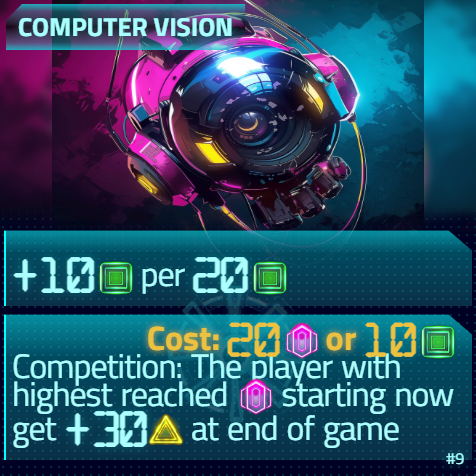 COMPUTER VISION
+10 per 20
Cost: 20 or 10
Competition: The player with
highest reached starting now
get +30 at end of game
#9